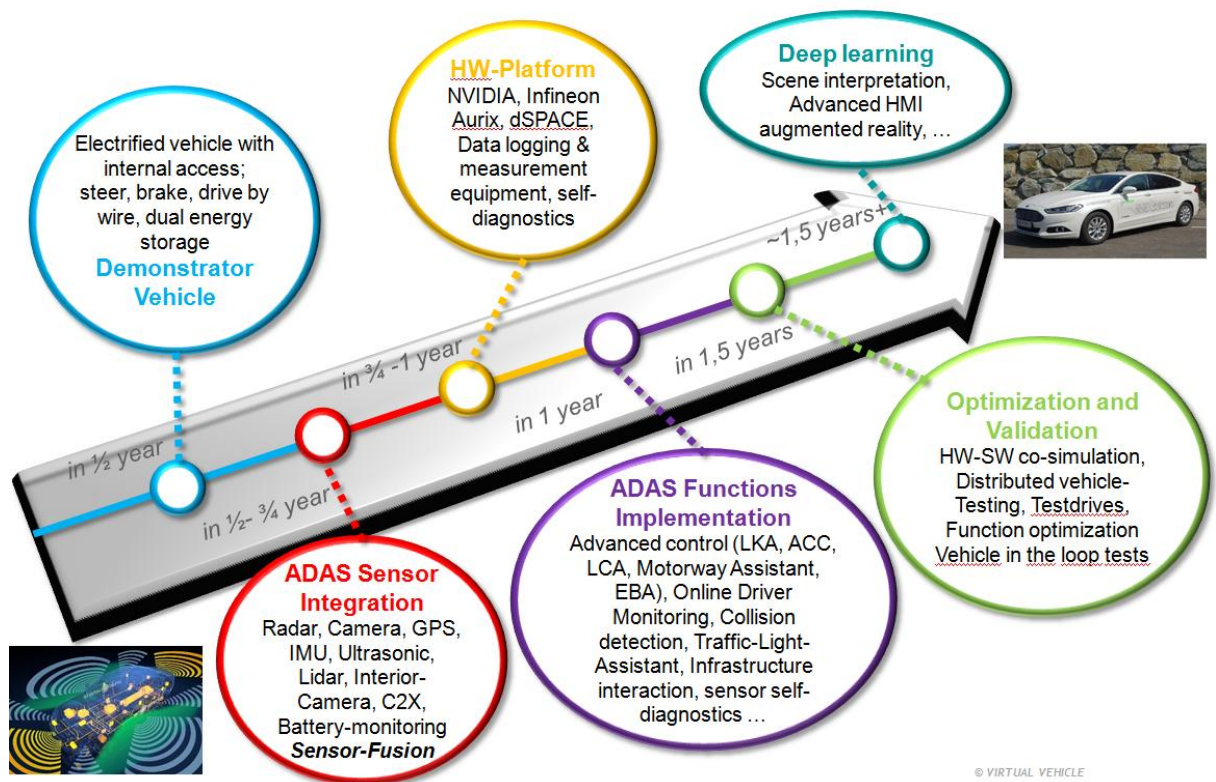 Electrified vehicle with
internal access;
steer, brake, drive by
wire, dual energy
storage
Demonstrator
Vehicle
HW-Platform
NVIDIA, Infineon
Aurix, dSPACE,
Data logging &
measurement
equipment, self-
diagnostics
Deep learning
Scene interpretation,
Advanced HMI
augmented reality, ...
in ½ year
in ½- ¾ year
in ¾ -1 year
in 1 year
in 1,5 years
~1,5 years+
ADAS Sensor
Integration
Radar, Camera, GPS,
IMU, Ultrasonic,
Lidar, Interior-
Camera, C2X,
Battery-monitoring
Sensor-Fusion
ADAS Functions
Implementation
Advanced control (LKA, ACC,
LCA, Motorway Assistant,
EBA), Online Driver
Monitoring, Collision
detection, Traffic-Light-
Assistant, Infrastructure
interaction, sensor self-
diagnostics ...
Optimization and
Validation
HW-SW co-simulation,
Distributed vehicle-
Testing, Testdrives,
Function optimization
Vehicle in the loop tests
© VIRTUAL VEHICLE